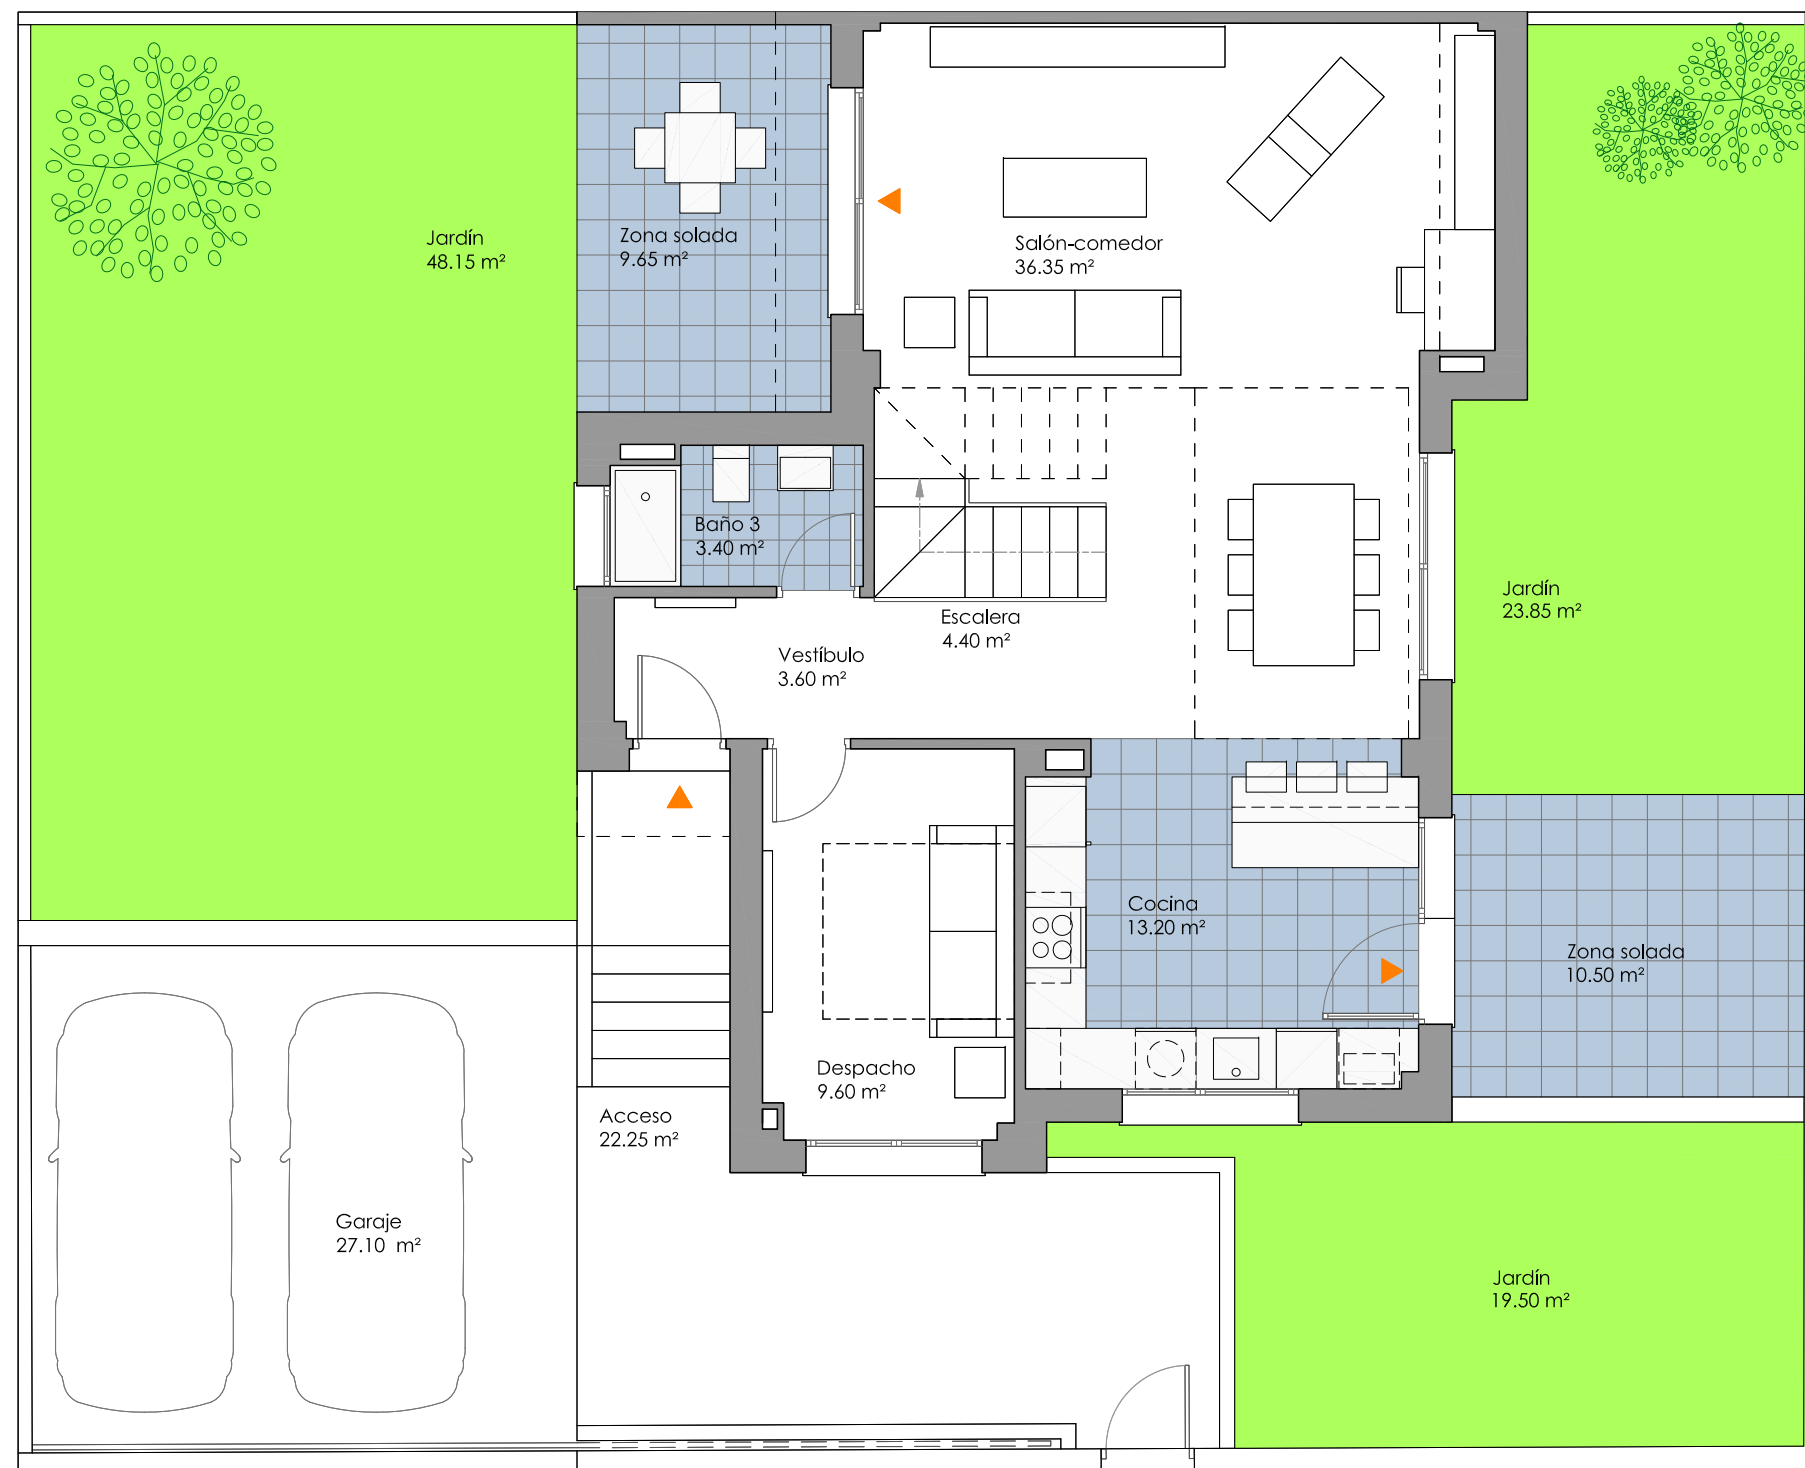 Jardín
48.15 m²
Zona solada
9.65 m²
Salón-comedor
36.35 m²
Baño 3
3.40 m²
Escalera
4.40 m²
Vestíbulo
3.60 m²
Jardín
23.85 m²
Cocina
13.20 m²
Zona solada
10.50 m²
Despacho
9.60 m²
Acceso
22.25 m²
Garaje
27.10 m²
Jardín
19.50 m²